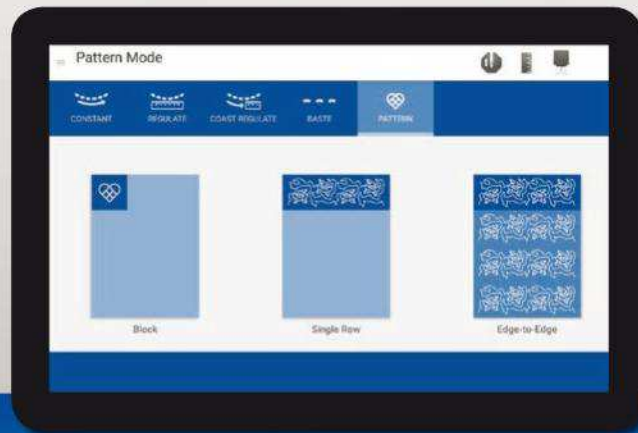 Pattern Mode
CONSTANT REGULATE COAST REGULATE BASTE PATTERN
Block Single Row Edge-to-Edge